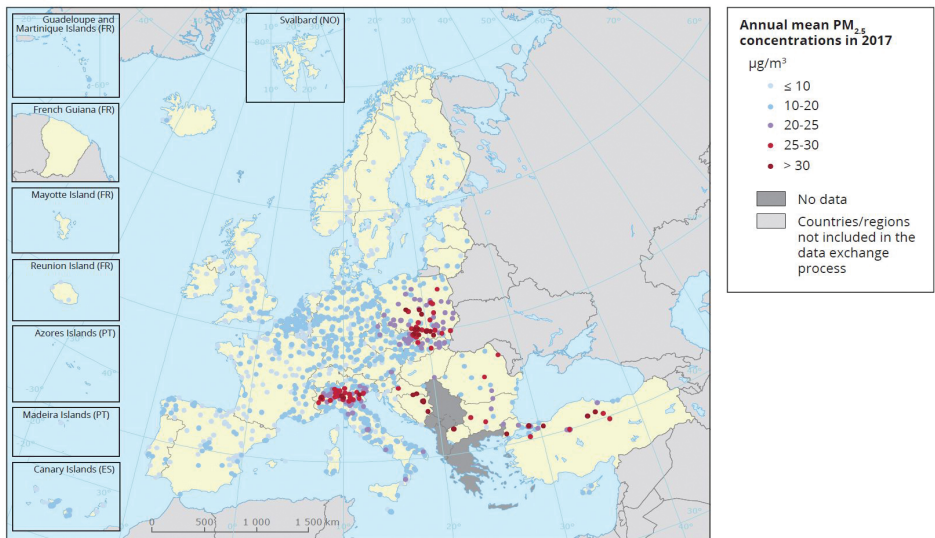 Guadeloupe and
Martinique Islands (FR)
French Guiana (FR)
Mayotte Island (FR)
Reunion Island (FR)
Azores Islands (PT)
-30°
Madeira Islands (PT)
Canary Islands (ES)
30°
Svalbard (NO)
0 500 1 000 1 500 km
Annual mean PM2.5
concentrations in 2017
µg/m³
≤ 10
10-20
20-25
25-30
> 30
No data
Countries/regions
not included in the
data exchange
process